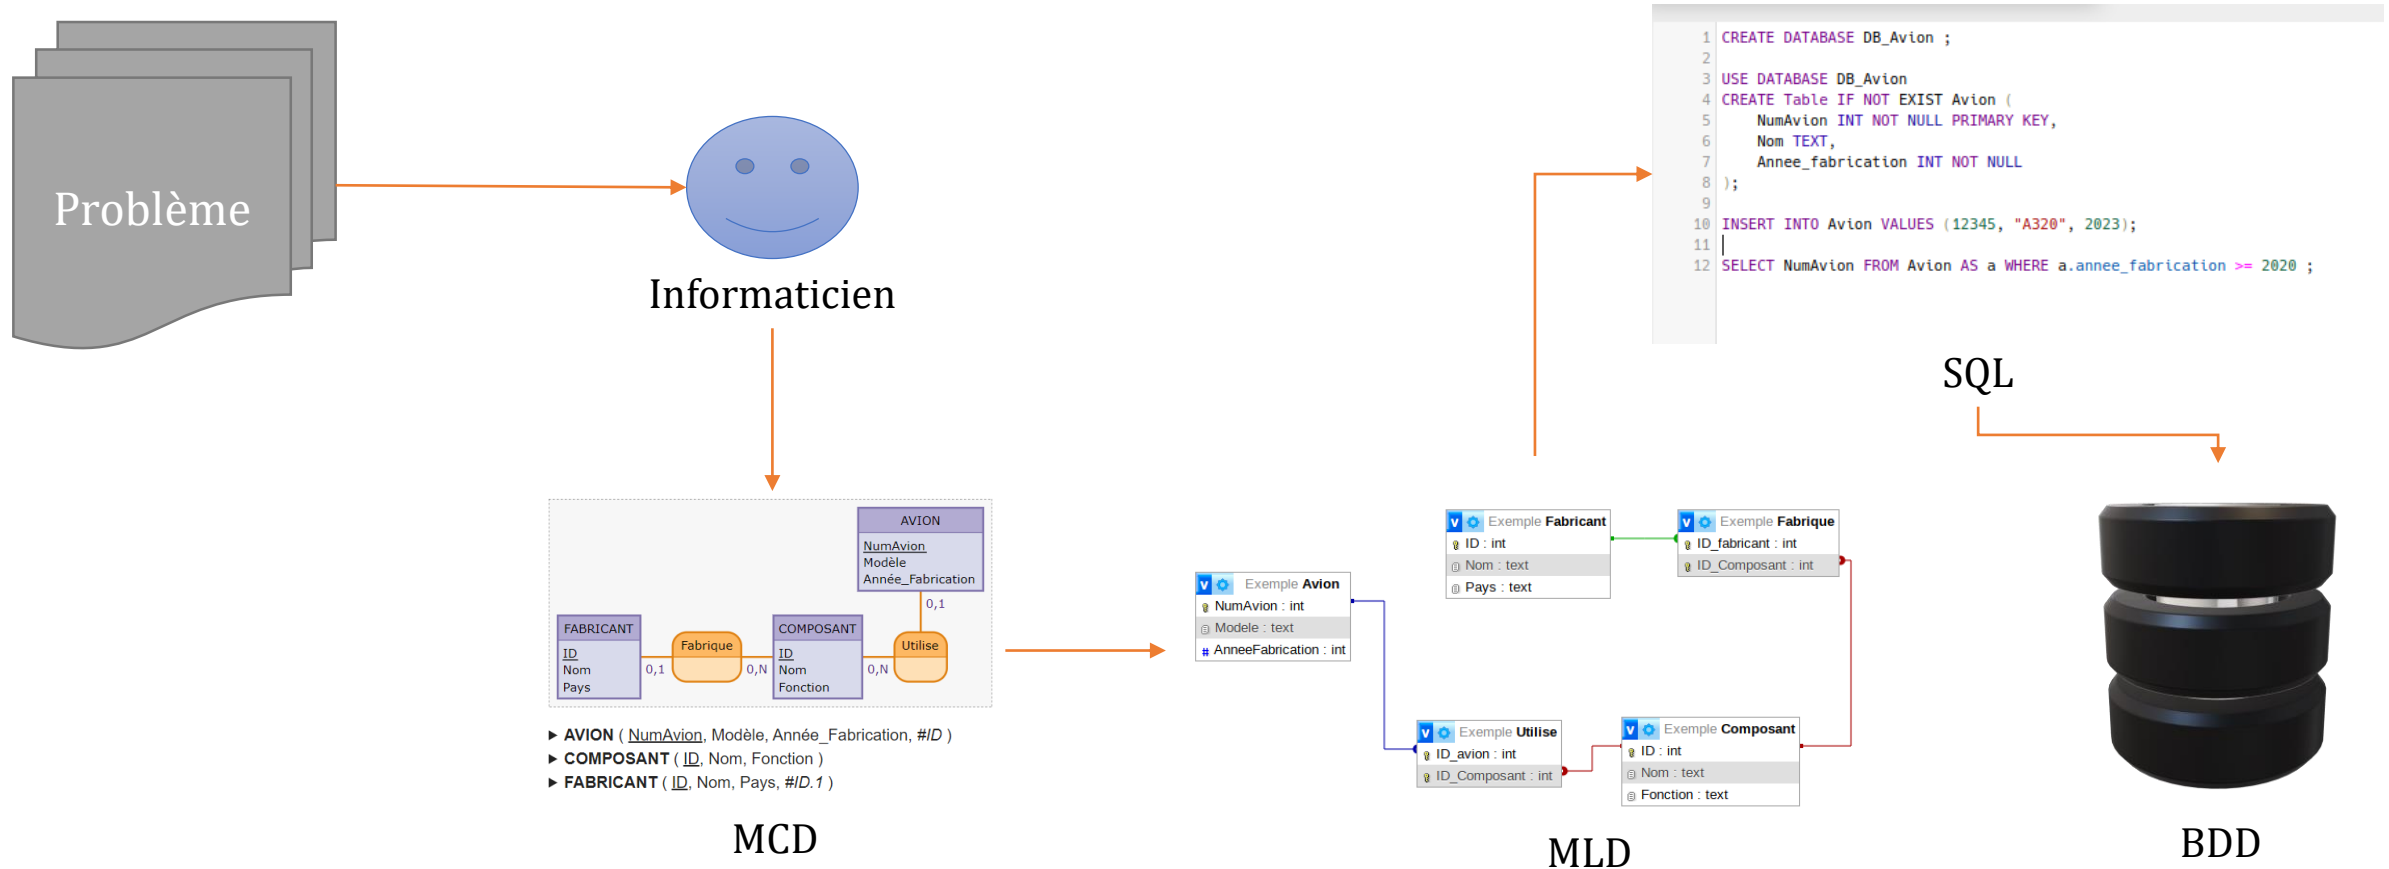 Problème
Informaticien
1 CREATE DATABASE DB_Avion ;
2
3 USE DATABASE DB_Avion
4 CREATE Table IF NOT EXIST Avion (
5 NumAvion INT NOT NULL PRIMARY KEY,
6 Nom TEXT,
7 Annee_fabrication INT NOT NULL
8 );
9
10 INSERT INTO Avion VALUES (12345, "A320", 2023);
11
12 SELECT NumAvion FROM Avion AS a WHERE a.annee_fabrication >= 2020 ;
SQL
AVION
NumAvion
Modèle
Année_Fabrication
0,1
FABRICANT
ID
Nom
Pays
0,1
Fabrique
0,N
COMPOSANT
ID
Nom
Fonction
0,N
Utilise
▶ AVION ( NumAvion, Modèle, Année_Fabrication, #ID )
▶ COMPOSANT ( ID, Nom, Fonction )
▶ FABRICANT ( ID, Nom, Pays, #ID.1 )
MCD
v Exemple Avion
NumAvion : int
Modele : text
# AnneeFabrication : int
v Exemple Fabricant
ID : int
Nom : text
Pays : text
v Exemple Fabrique
ID_fabricant : int
ID_Composant : int
v Exemple Utilise
ID_avion : int
ID_Composant : int
v Exemple Composant
ID : int
Nom : text
Fonction : text
MLD
BDD